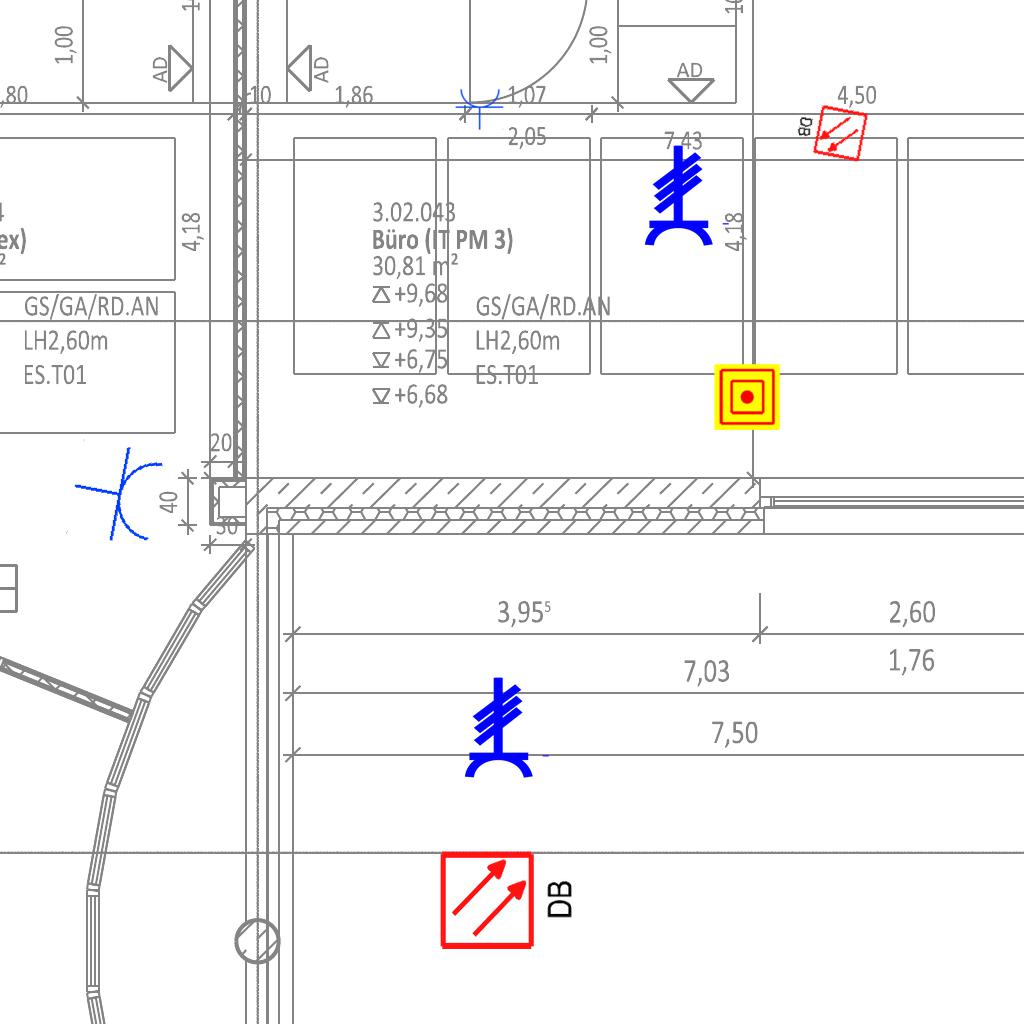 1,00
AD
AD
1,00
AD
,80
10
1,86
1,07
4,50
DB
2,05
7,43
4,18
4,18
3.02.043
Büro (IT PM 3)
30,81 m²
+9,68
+9,35
+6,75
+6,68
ex)
GS/GA/RD.AN
LH2,60m
ES.T01
GS/GA/RD.AN
LH2,60m
ES.T01
20
40
30
3,95⁵
2,60
7,03
1,76
7,50
DB